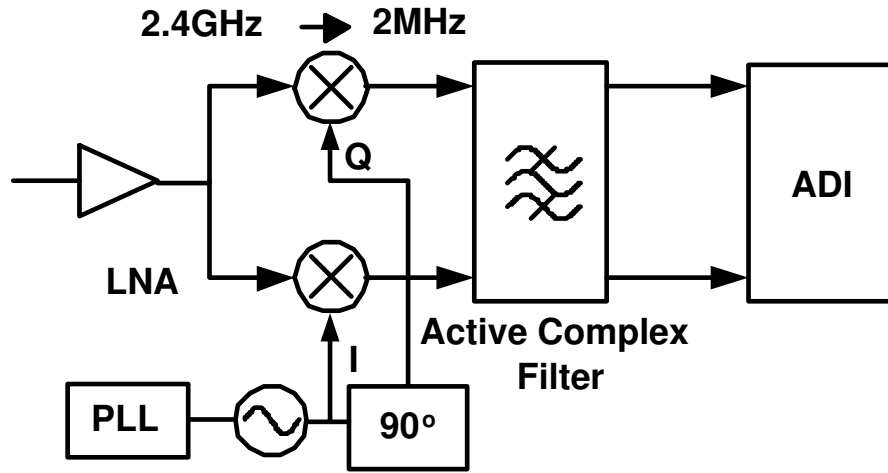 2.4GHz 2MHz
Q
ADI
LNA
Active Complex
Filter
I
PLL
90º